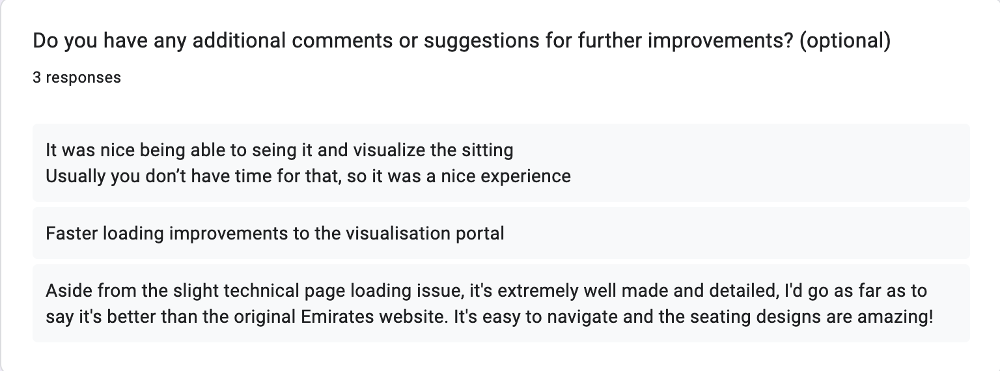 Do you have any additional comments or suggestions for further improvements? (optional)
3 responses
It was nice being able to seing it and visualize the sitting
Usually you don’t have time for that, so it was a nice experience
Faster loading improvements to the visualisation portal
Aside from the slight technical page loading issue, it's extremely well made and detailed, I'd go as far as to
say it's better than the original Emirates website. It's easy to navigate and the seating designs are amazing!